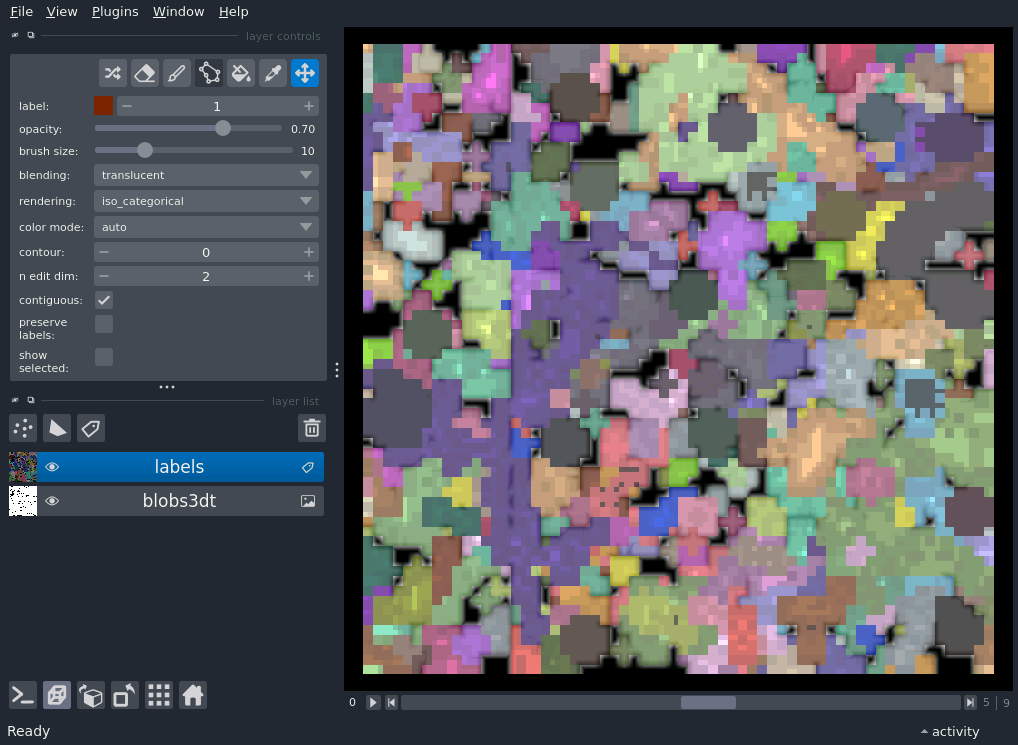 File View Plugins Window Help
layer controls
label: 1
opacity: 0.70
brush size: 10
blending: translucent
rendering: iso_categorical
color mode: auto
contour: 0
n edit dim: 2
contiguous:
preserve
labels:
show
selected:
layer list
labels
blobs3dt
0 5 | 9
Ready activity